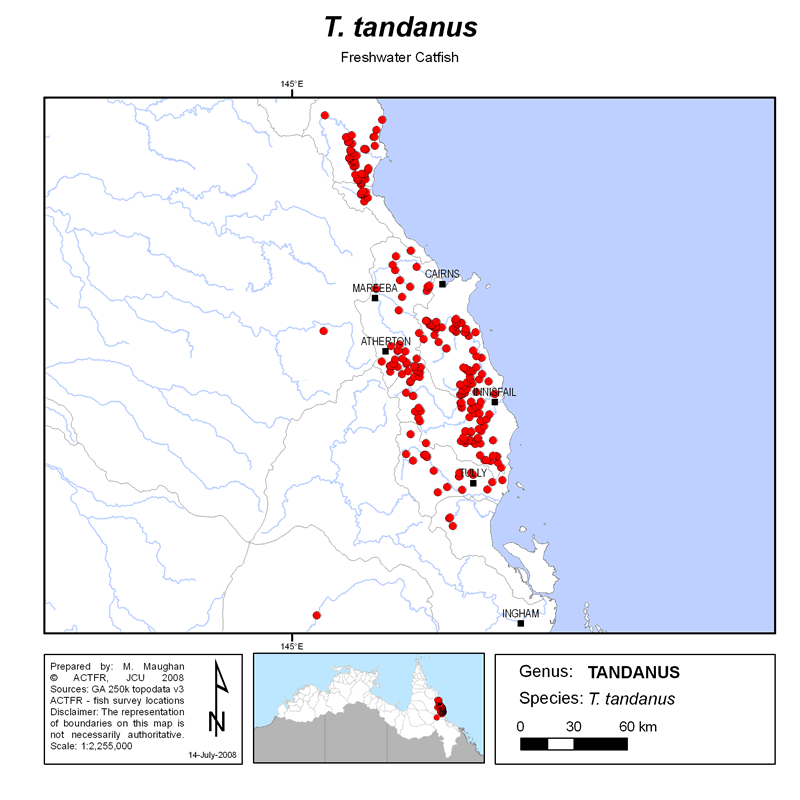 T. tandanus
Freshwater Catfish
145°E
CAIRNS
MAREEBA
ATHERTON
INNISFAIL
TULLY
INGHAM
145°E
Prepared by: M. Maughan
© ACTFR, JCU 2008
Sources: GA 250k topodata v3
ACTFR - fish survey locations
Disclaimer: The representation
of boundaries on this map is
not necessarily authoritative.
Scale: 1:2,255,000
N
14-July-2008
Genus: TANDANUS
Species: T. tandanus
0 30 60 km